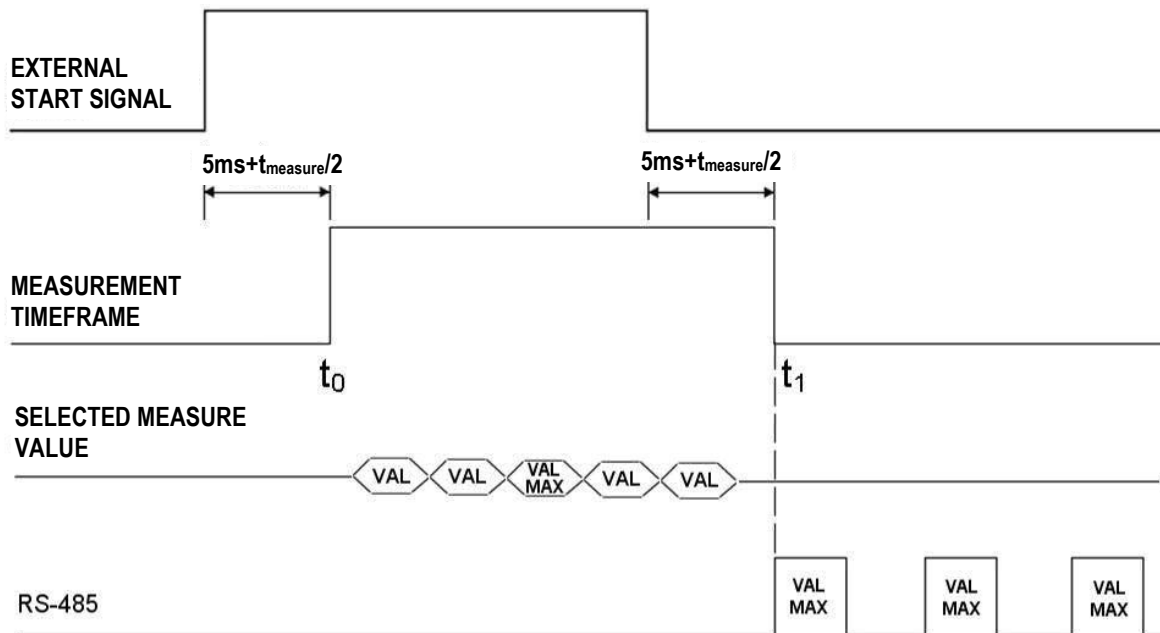 EXTERNAL
START SIGNAL
5ms+tmeasure/2
5ms+tmeasure/2
MEASUREMENT
TIMEFRAME
t0
t1
SELECTED MEASURE
VALUE
VAL
VAL
VAL
MAX
VAL
VAL
RS-485
VAL
MAX
VAL
MAX
VAL
MAX